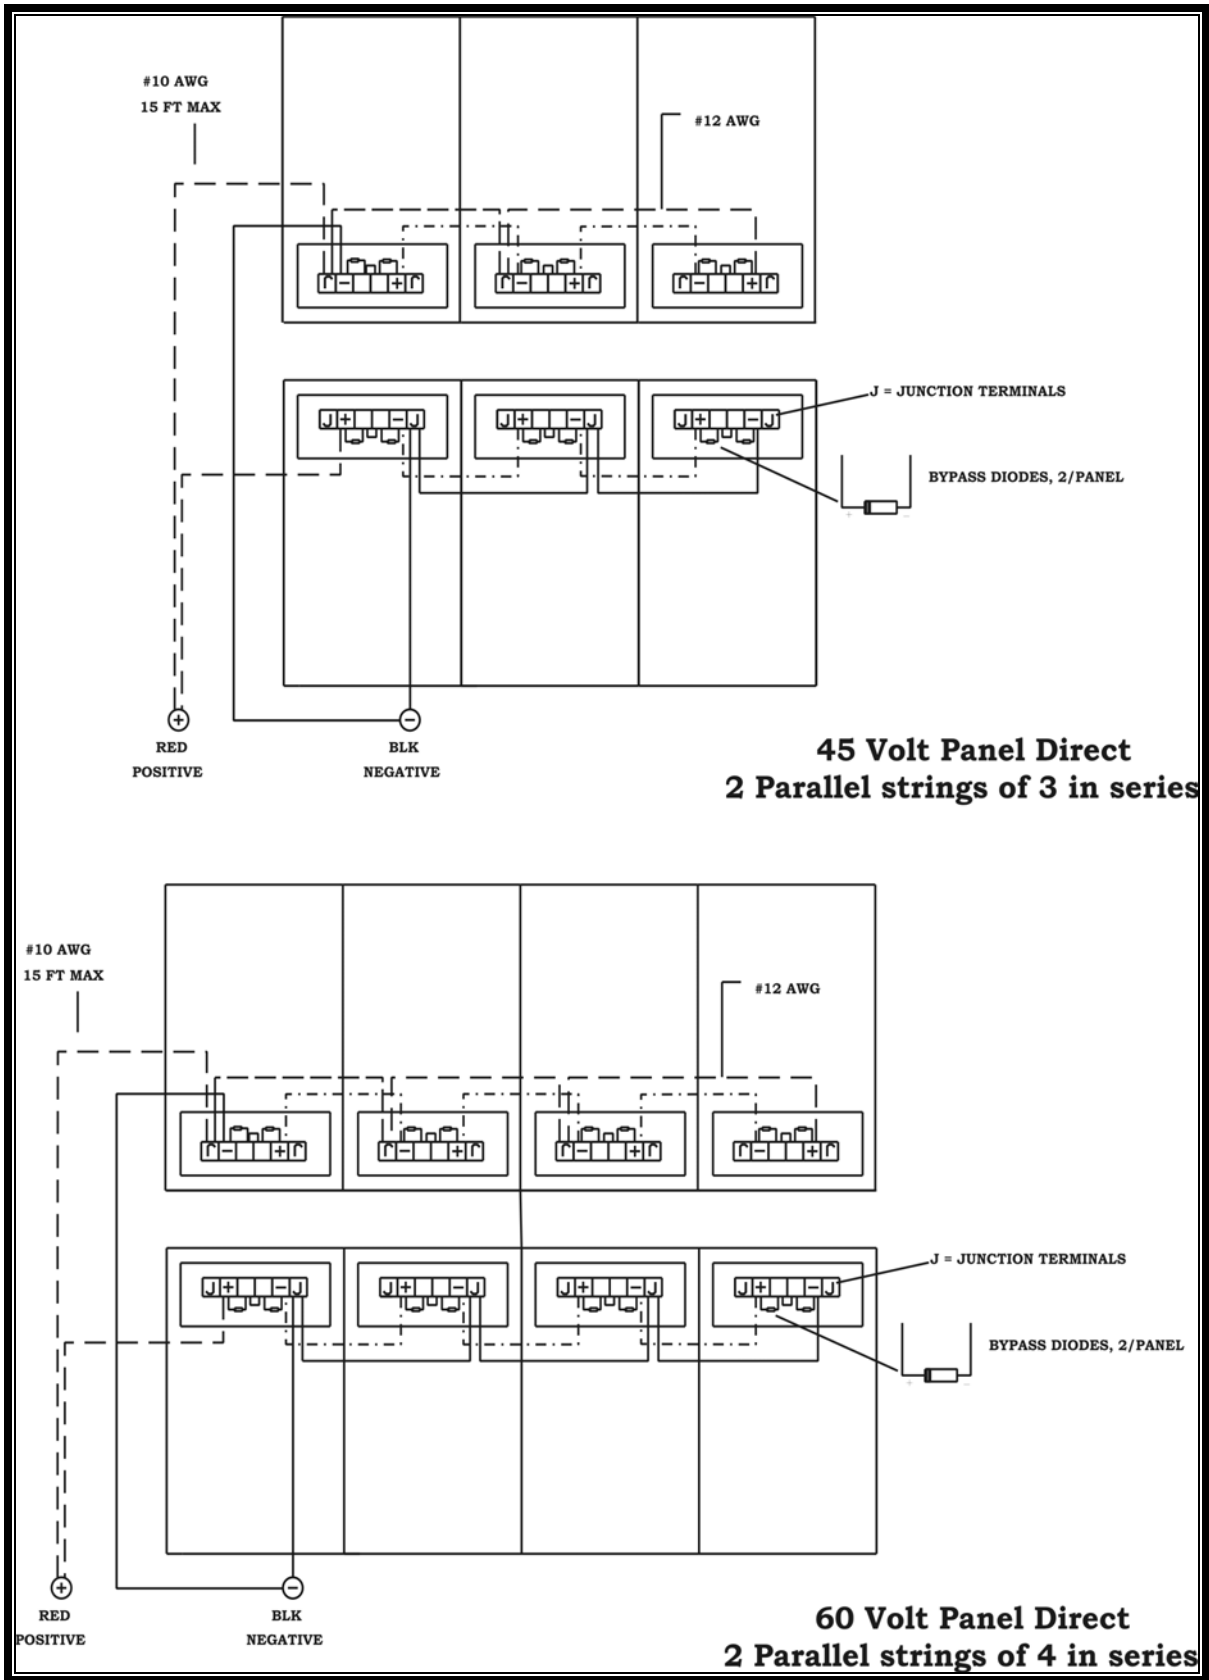 #10 AWG
15 FT MAX
#12 AWG
J - + J
J - + J
J - + J
J + - J
J + - J
J + - J
J = JUNCTION TERMINALS
BYPASS DIODES, 2/PANEL
+ -
+
RED
POSITIVE
-
BLK
NEGATIVE
45 Volt Panel Direct
2 Parallel strings of 3 in series
#10 AWG
15 FT MAX
#12 AWG
J - + J
J - + J
J - + J
J - + J
J + - J
J + - J
J + - J
J + - J
J = JUNCTION TERMINALS
BYPASS DIODES, 2/PANEL
+ -
+
RED
POSITIVE
-
BLK
NEGATIVE
60 Volt Panel Direct
2 Parallel strings of 4 in series